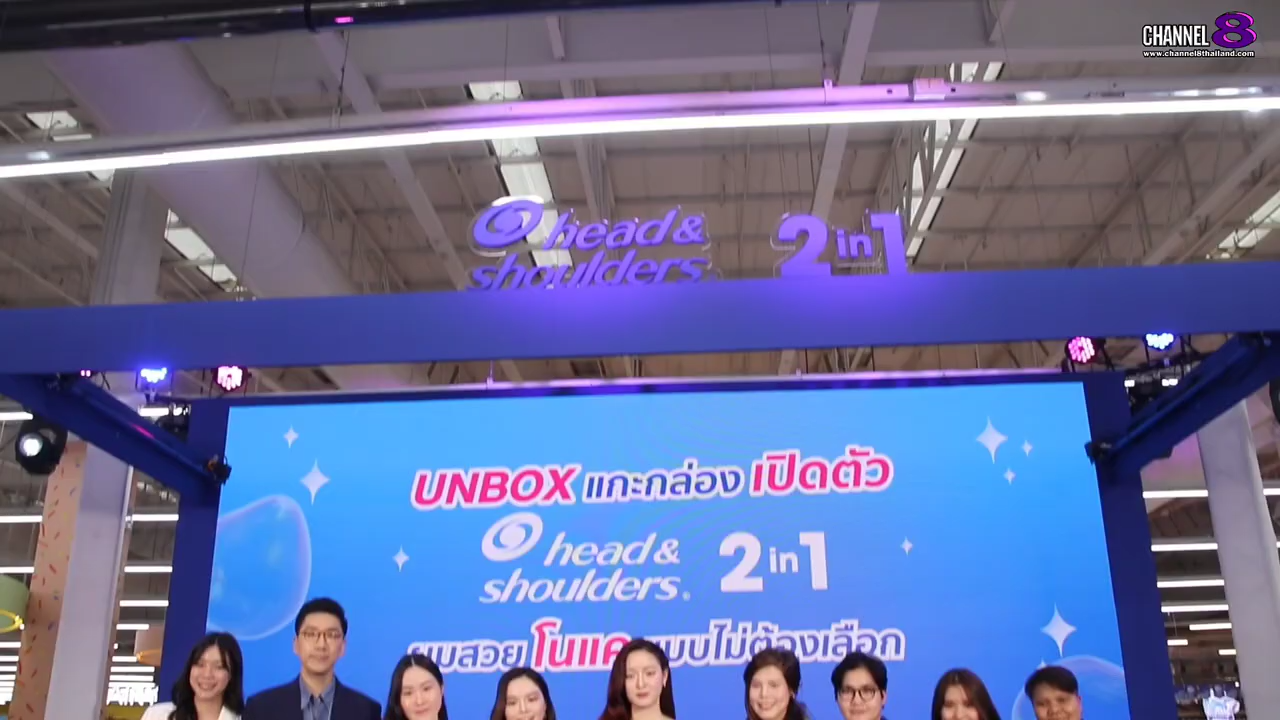 CHANNEL 8
www.channel8thailand.com
head & shoulders 2in1
UNBOX แกะกล่อง เปิดตัว
head & shoulders. 2in1
ผมสวย โนแคร์ แบบไม่ต้องเลือก